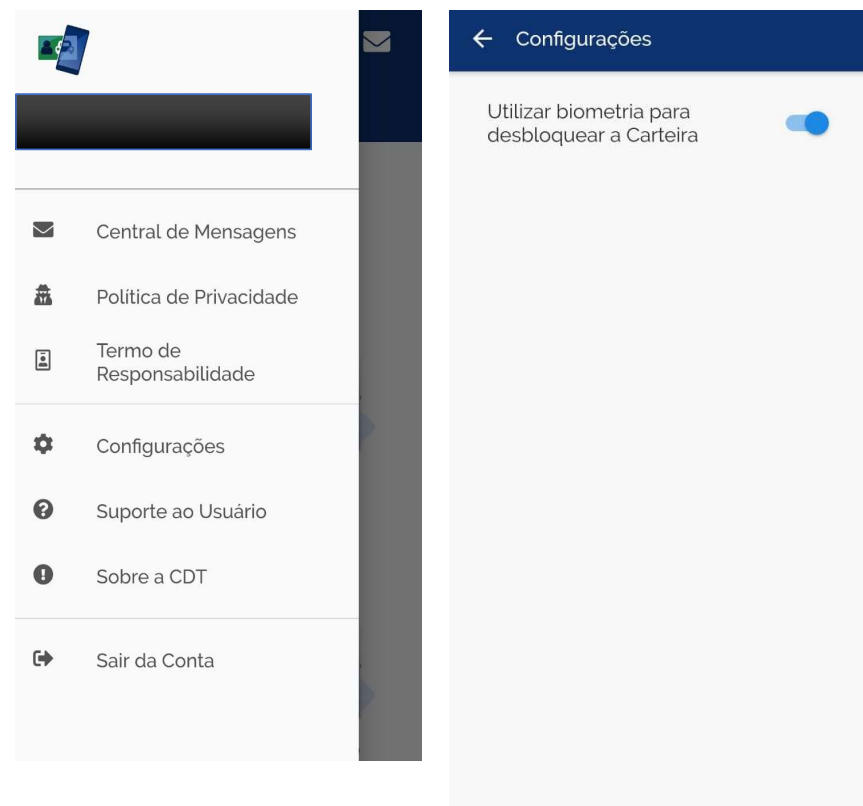 Central de Mensagens
Política de Privacidade
Termo de
Responsabilidade
Configurações
Suporte ao Usuário
Sobre a CDT
Sair da Conta
Configurações
Utilizar biometria para
desbloquear a Carteira